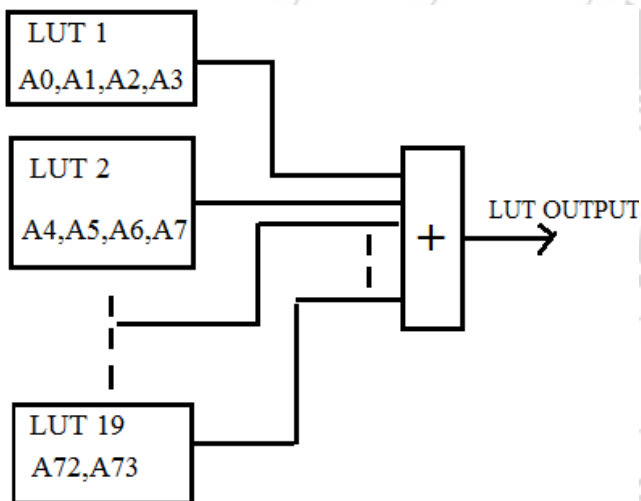 LUT 1
A0,A1,A2,A3
LUT 2
A4,A5,A6,A7
+
LUT OUTPUT
LUT 19
A72,A73